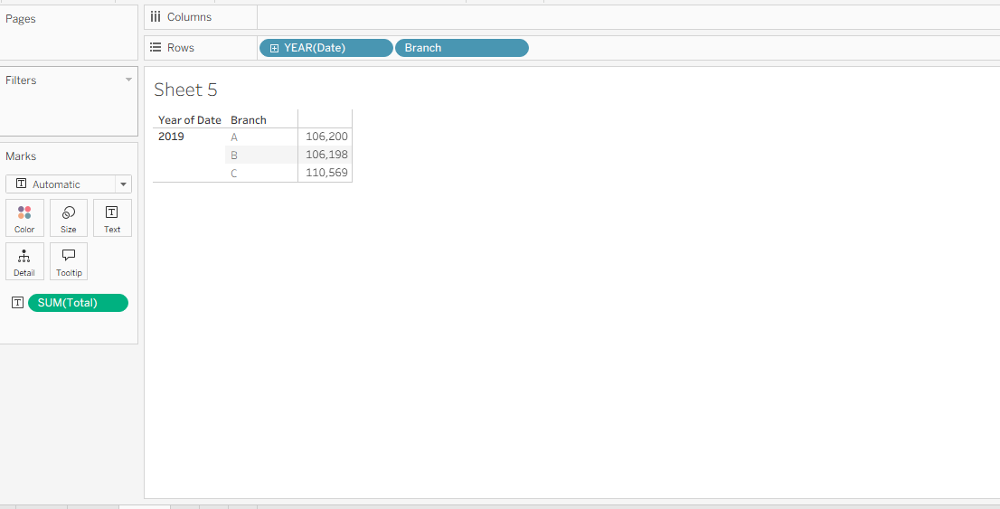 Pages
Columns
Rows YEAR(Date) Branch
Filters
Sheet 5
Year of Date Branch
2019 A 106,200
B 106,198
C 110,569
Marks
T Automatic
Color Size T Text
Detail Tooltip
T SUM(Total)